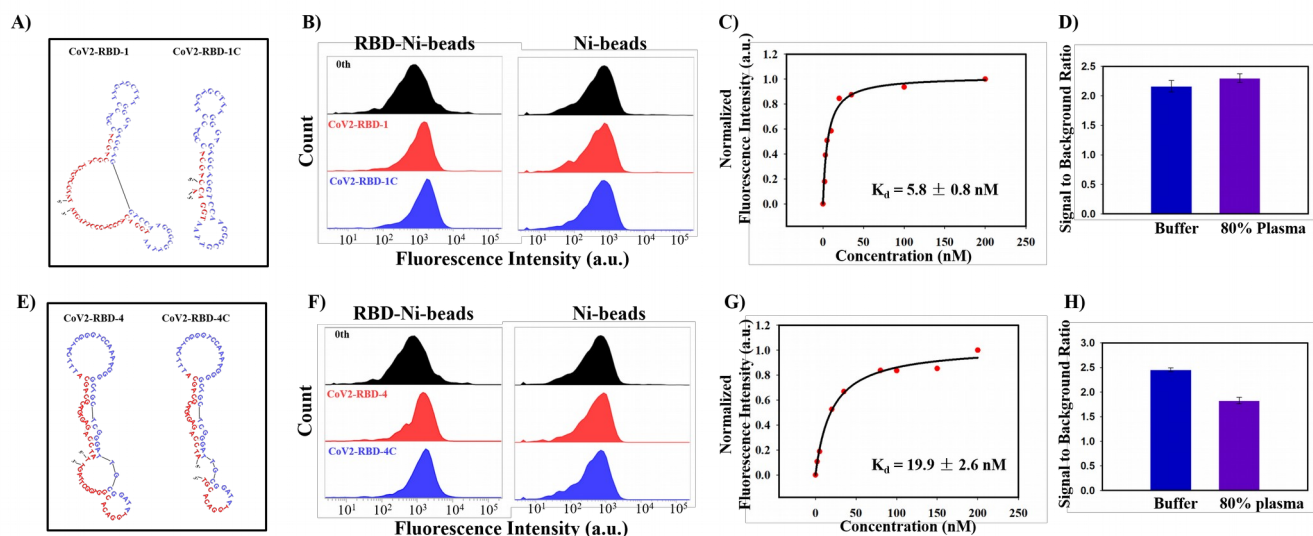 A)
CoV2-RBD-1
CoV2-RBD-1C
B)
RBD-Ni-beads
Ni-beads
0th
CoV2-RBD-1
CoV2-RBD-1C
Count
10¹ 10² 10³ 10⁴ 10⁵
10¹ 10² 10³ 10⁴ 10⁵
Fluorescence Intensity (a.u.)
C)
Normalized
Fluorescence Intensity (a.u.)
1.2
1.0
0.8
0.6
0.4
0.2
0.0
K_d = 5.8 ± 0.8 nM
0 50 100 150 200 250
Concentration (nM)
D)
Signal to Background Ratio
2.5
2.0
1.5
1.0
0.5
0.0
Buffer
80% Plasma
E)
CoV2-RBD-4
CoV2-RBD-4C
F)
RBD-Ni-beads
Ni-beads
0th
CoV2-RBD-4
CoV2-RBD-4C
Count
10¹ 10² 10³ 10⁴ 10⁵
10¹ 10² 10³ 10⁴ 10⁵
Fluorescence Intensity (a.u.)
G)
Normalized
Fluorescence Intensity (a.u.)
1.2
1.0
0.8
0.6
0.4
0.2
0.0
K_d = 19.9 ± 2.6 nM
0 50 100 150 200 250
Concentration (nM)
H)
Signal to Background Ratio
3.0
2.5
2.0
1.5
1.0
0.5
0.0
Buffer
80% plasma